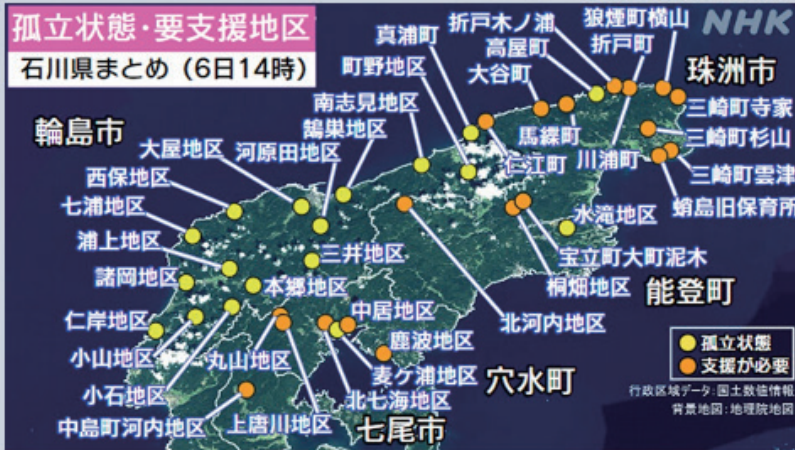 孤立状態・要支援地区
石川県まとめ（6日14時）
NHK
折戸木ノ浦
狼煙町横山
真浦町
高屋町
折戸町
町野地区
大谷町
珠洲市
南志見地区
三崎町寺家
輪島市
鵠巣地区
馬緤町
三崎町杉山
大屋地区
河原田地区
仁江町
川浦町
三崎町雲津
西保地区
七浦地区
水滝地区
蛸島旧保育所
浦上地区
三井地区
宝立町大町泥木
諸岡地区
本郷地区
桐畑地区
能登町
仁岸地区
中居地区
北河内地区
小山地区
丸山地区
鹿波地区
孤立状態
支援が必要
小石地区
麦ケ浦地区
穴水町
行政区域データ:国土数値情報
北七海地区
背景地図:地理院地図
中島町河内地区
上唐川地区
七尾市